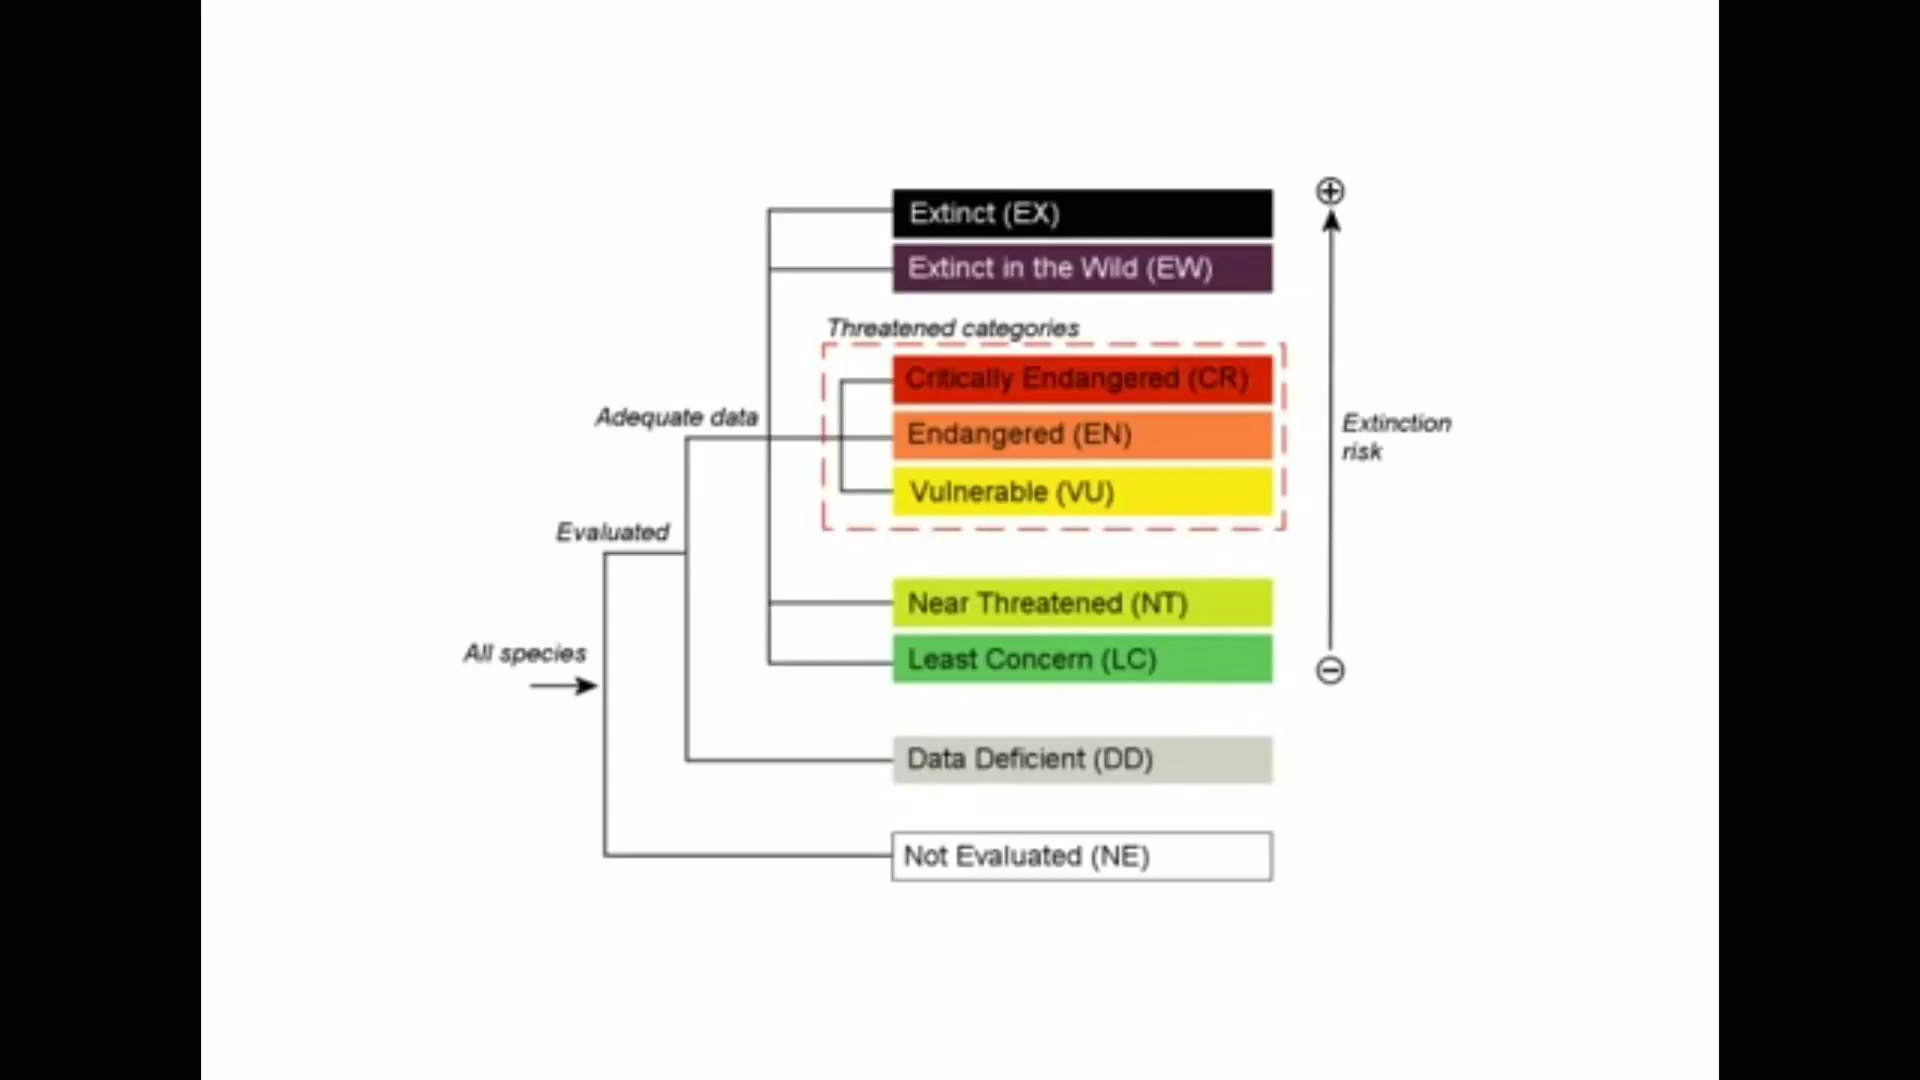 Extinct (EX)
Extinct in the Wild (EW)
Threatened categories
Critically Endangered (CR)
Adequate data
Endangered (EN)
Extinction
risk
Vulnerable (VU)
Evaluated
Near Threatened (NT)
All species
Least Concern (LC)
Data Deficient (DD)
Not Evaluated (NE)